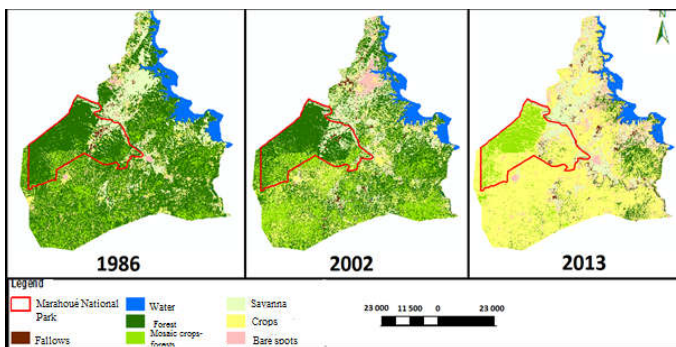 N
1986
2002
2013
Legend
Marahoué National Park
Water
Savanna
Forest
Crops
Fallows
Mosaic crops-forests
Bare spots
23 000 11 500 0 23 000